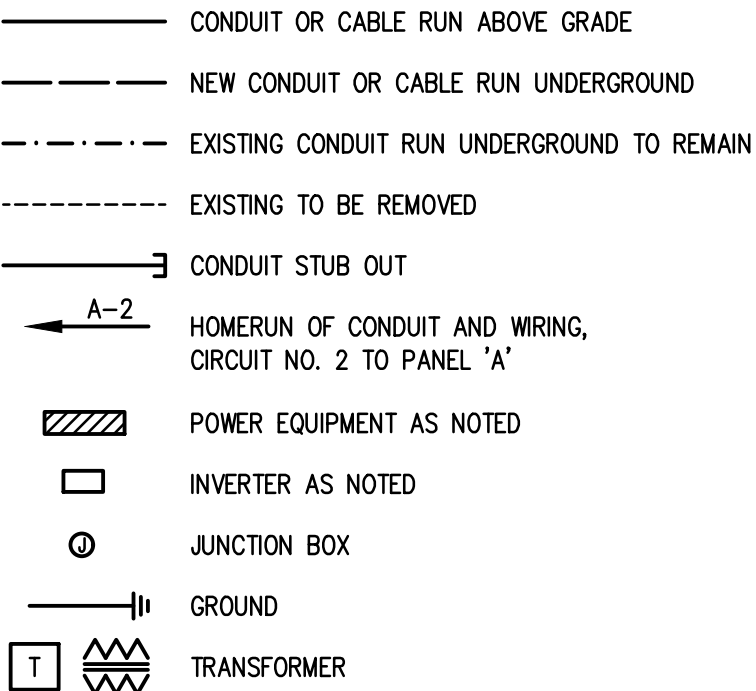 CONDUIT OR CABLE RUN ABOVE GRADE
NEW CONDUIT OR CABLE RUN UNDERGROUND
EXISTING CONDUIT RUN UNDERGROUND TO REMAIN
EXISTING TO BE REMOVED
CONDUIT STUB OUT
A-2
HOMERUN OF CONDUIT AND WIRING,
CIRCUIT NO. 2 TO PANEL 'A'
POWER EQUIPMENT AS NOTED
INVERTER AS NOTED
J JUNCTION BOX
GROUND
T TRANSFORMER